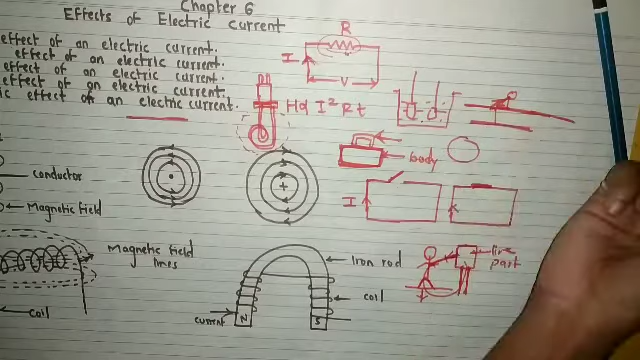 Chapter 6
Effects of Electric Current
effect of an electric current.
effect of an electric current.
effect of an electric current.
effect of an electric current.
ic effect of an electric current.
R
I
V
Hα I²Rt
body
conductor
Magnetic field
+
I
Magnetic field
lines
coil
Iron rod
coil
current
N
S
live
part